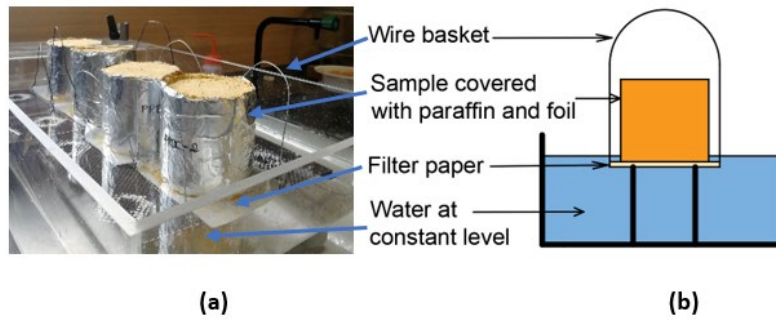 Wire basket
Sample covered
with paraffin and foil
Filter paper
Water at
constant level
(a)
(b)